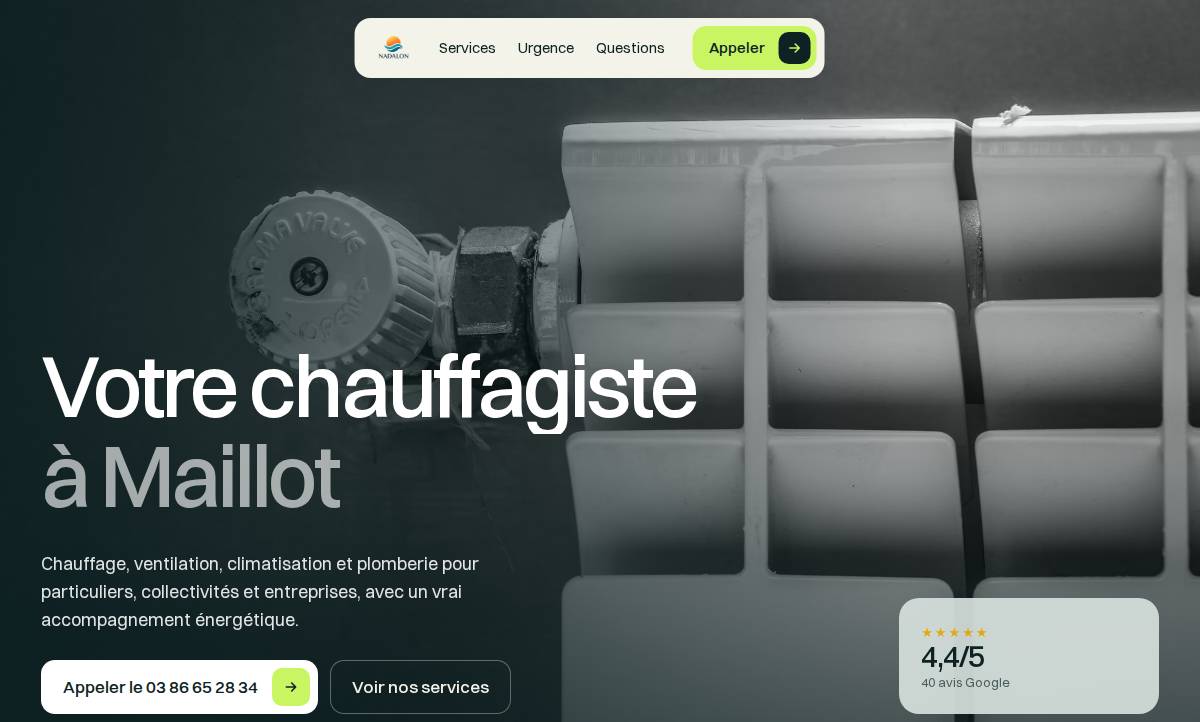 NADALON
Services
Urgence
Questions
Appeler
Votre chauffagiste
à Maillot
Chauffage, ventilation, climatisation et plomberie pour
particuliers, collectivités et entreprises, avec un vrai
accompagnement énergétique.
Appeler le 03 86 65 28 34
Voir nos services
★★★★★
4,4/5
40 avis Google